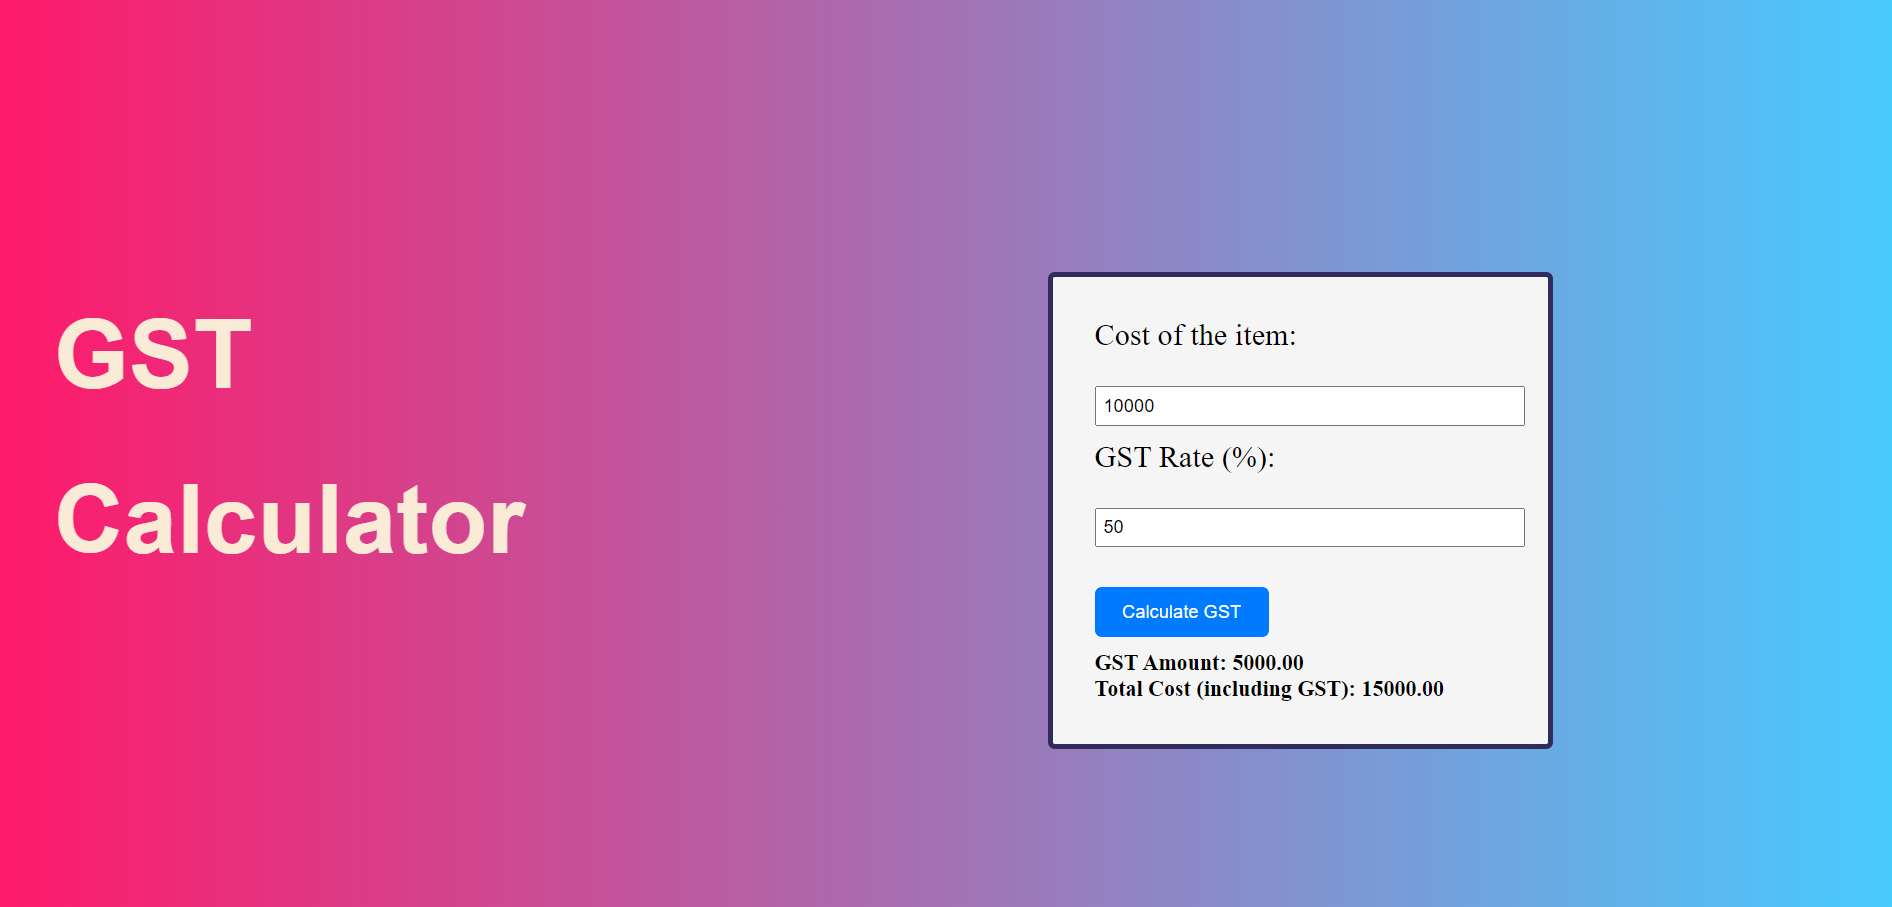 GST
Calculator
Cost of the item:
10000
GST Rate (%):
50
Calculate GST
GST Amount: 5000.00
Total Cost (including GST): 15000.00